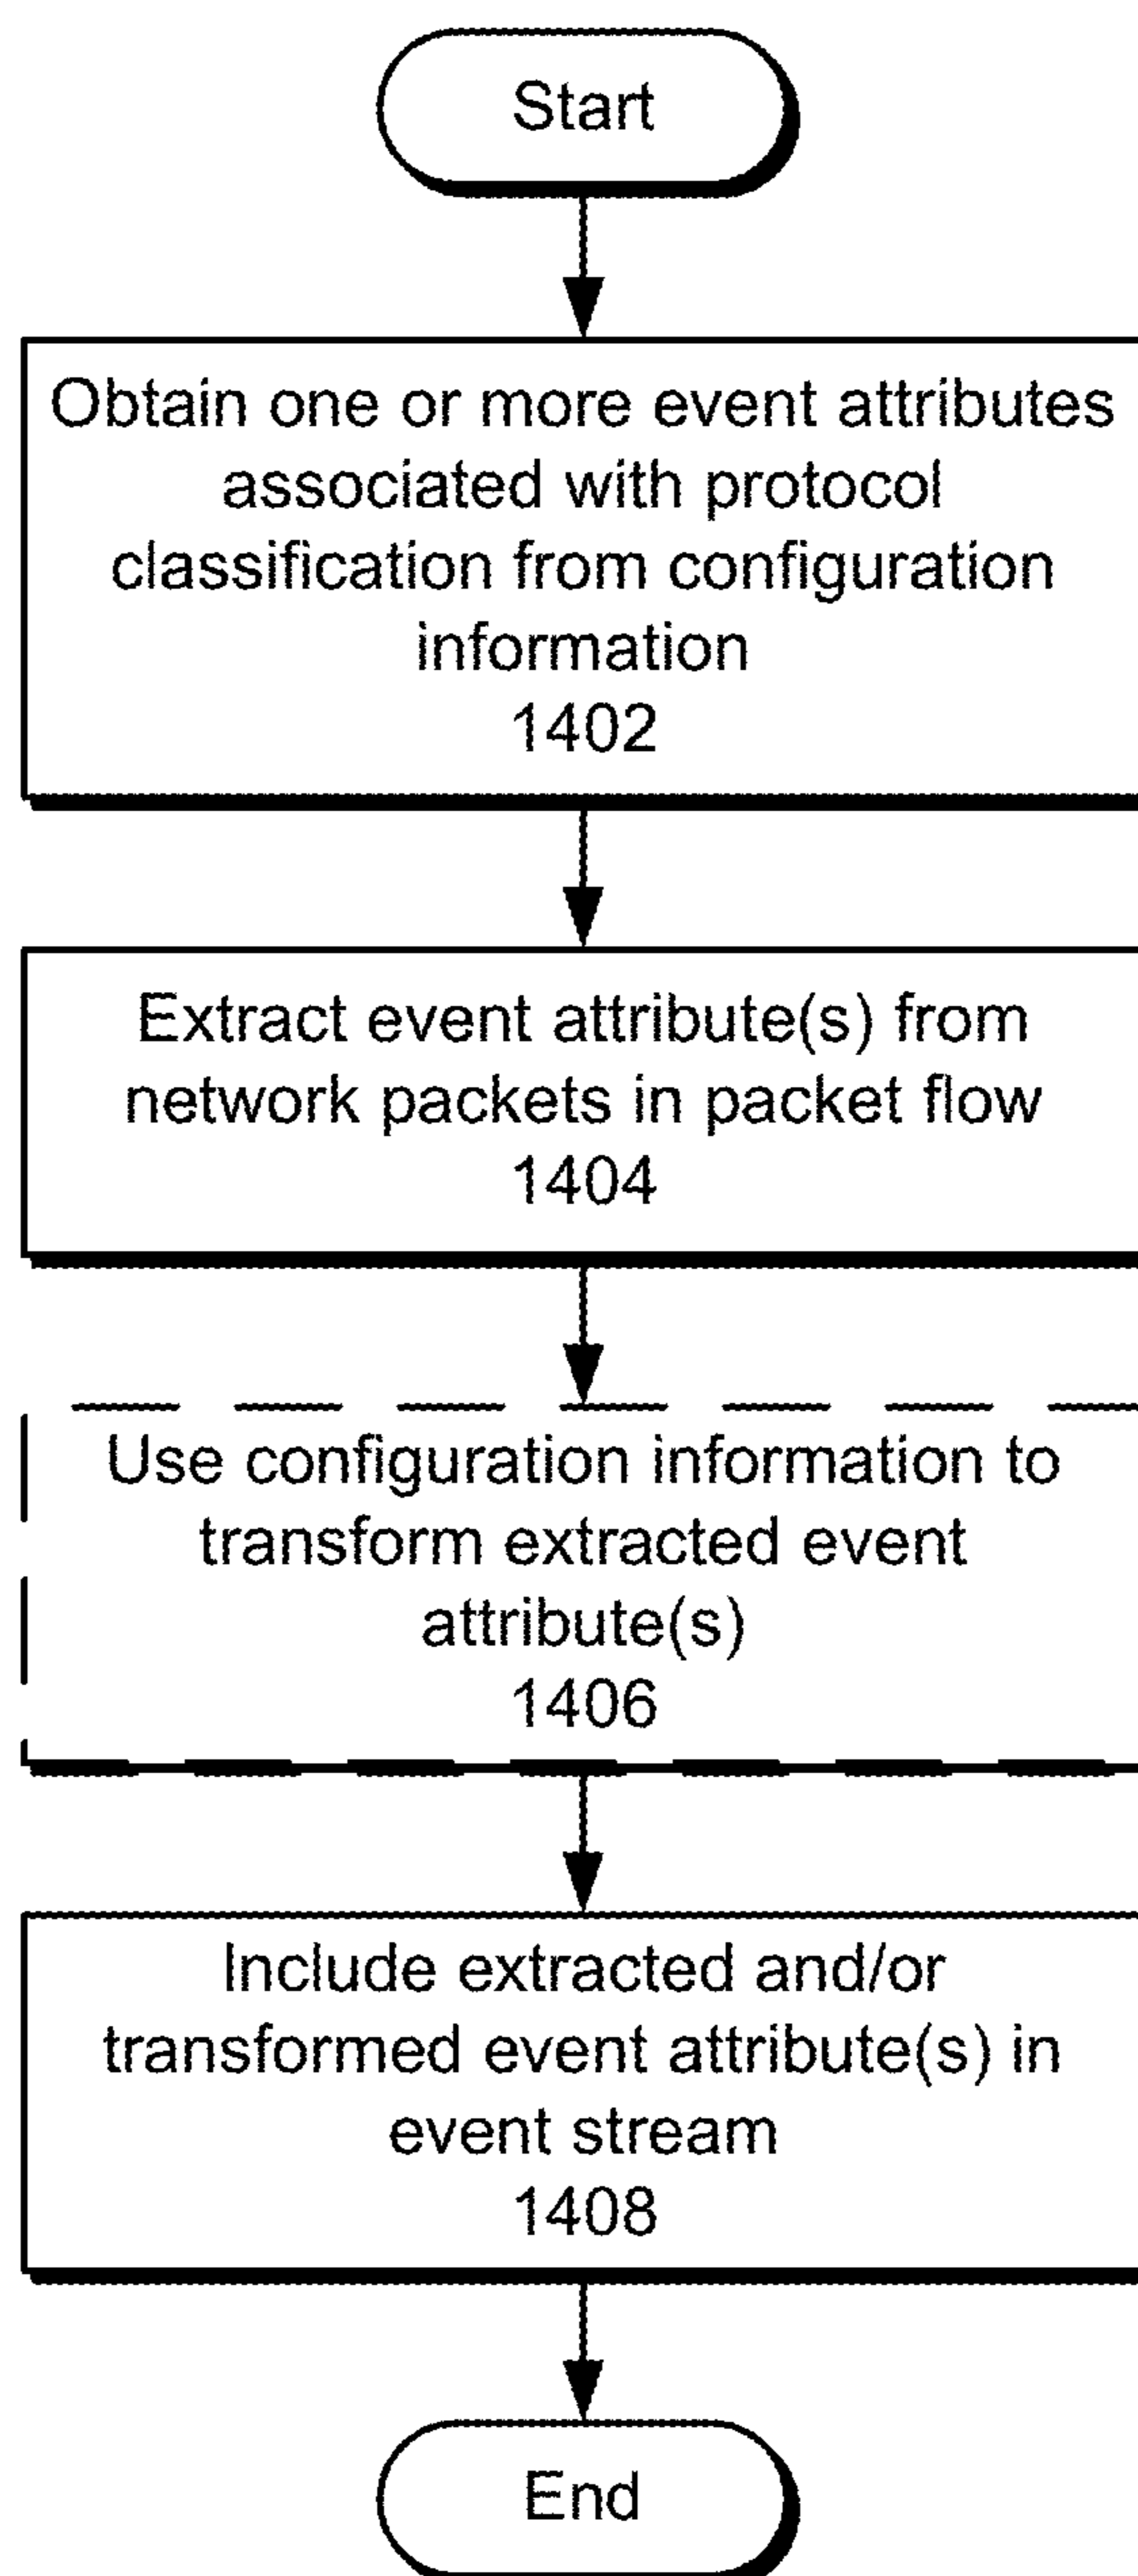 Start
Obtain one or more event attributes
associated with protocol
classification from configuration
information
1402
Extract event attribute(s) from
network packets in packet flow
1404
Use configuration information to
transform extracted event
attribute(s)
1406
Include extracted and/or
transformed event attribute(s) in
event stream
1408
End